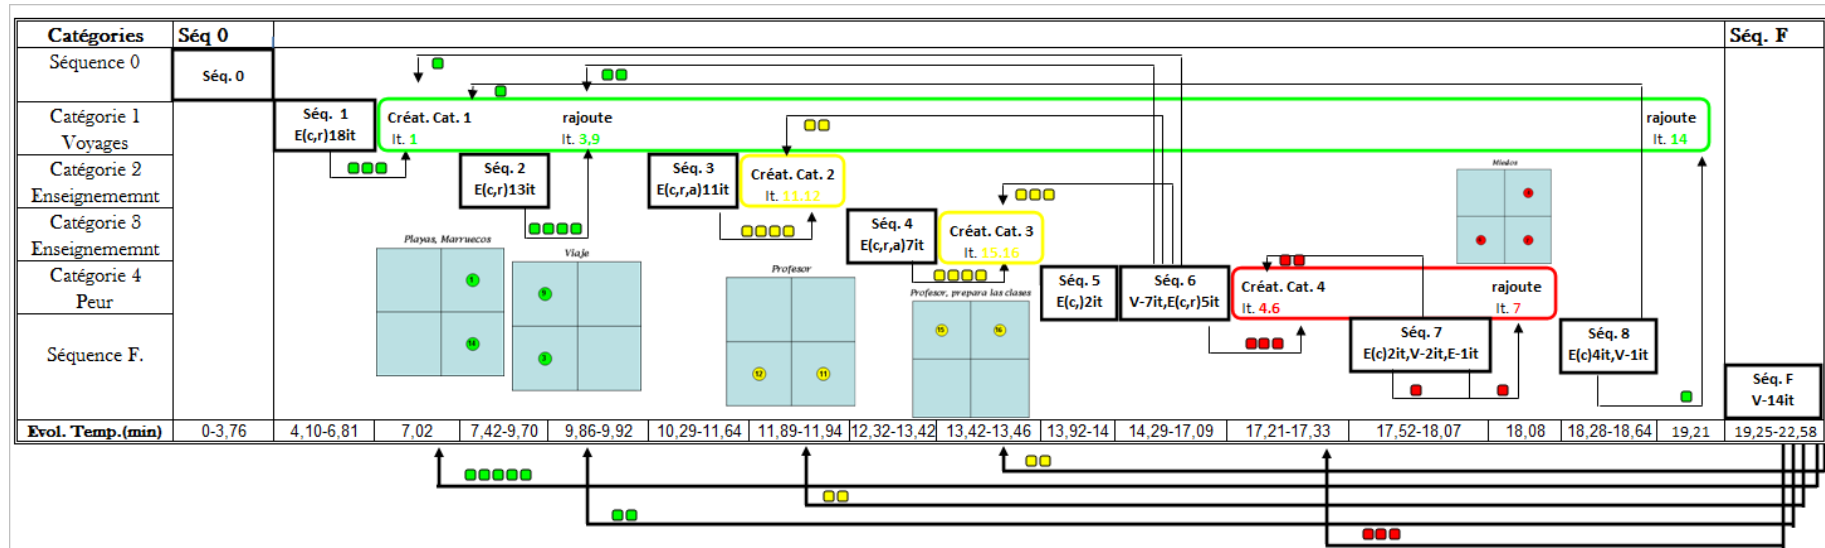 Catégories
Séq 0
Séq. F
Séquence 0
Séq. 0
Catégorie 1
Voyages
Séq. 1
E(c,r)18it
Créat. Cat. 1
It. 1
rajoute
It. 3,9
rajoute
It. 14
Catégorie 2
Enseignememnt
Séq. 2
E(c,r)13it
Séq. 3
E(c,r,a)11it
Créat. Cat. 2
It. 11.12
Miedos
Catégorie 3
Enseignememnt
Séq. 4
E(c,r,a)7it
Créat. Cat. 3
It. 15.16
Playas, Marruecos
1
14
Viaje
9
3
Profesor
12
11
Profesor, prepara las clases
15
16
Catégorie 4
Peur
Séq. 5
E(c,)2it
Séq. 6
V-7it,E(c,r)5it
Créat. Cat. 4
It. 4.6
rajoute
It. 7
Séquence F.
Séq. 7
E(c)2it,V-2it,E-1it
Séq. 8
E(c)4it,V-1it
Séq. F
V-14it
Evol. Temp.(min)
0-3,76
4,10-6,81
7,02
7,42-9,70
9,86-9,92
10,29-11,64
11,89-11,94
12,32-13,42
13,42-13,46
13,92-14
14,29-17,09
17,21-17,33
17,52-18,07
18,08
18,28-18,64
19,21
19,25-22,58